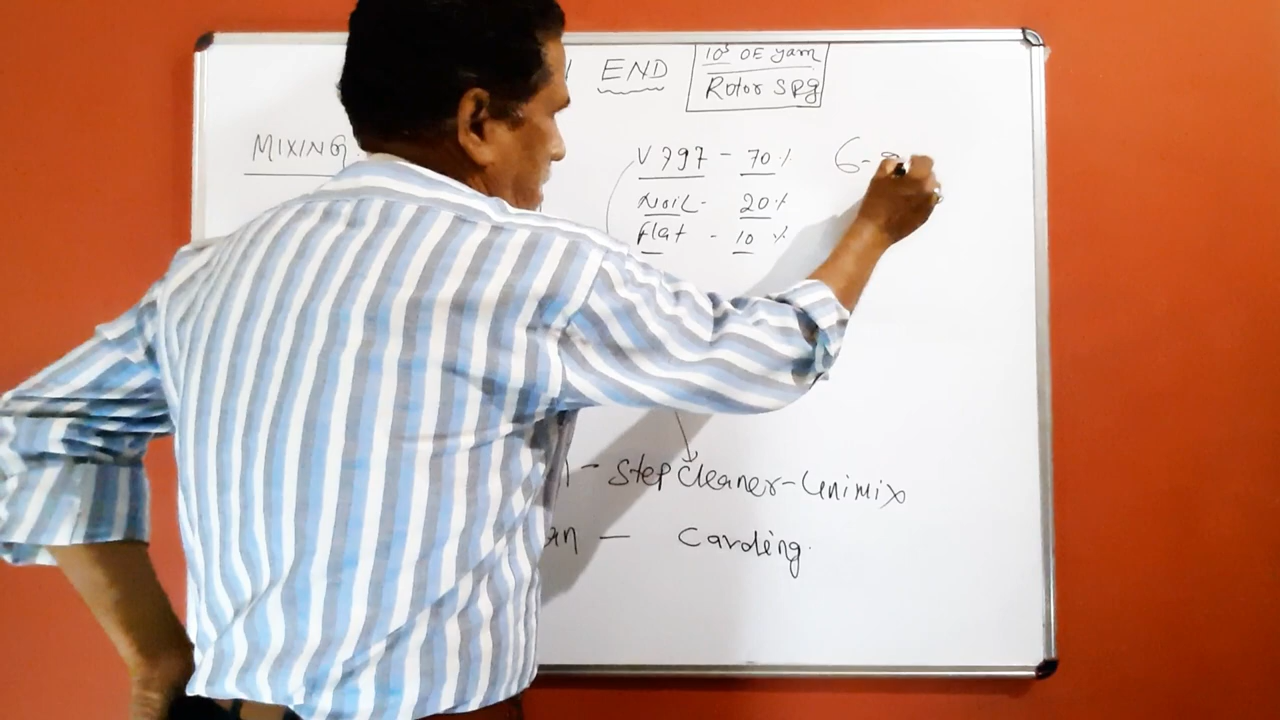 END
10s OE yarn
Rotor SPg
MIXING
V 797 - 70 %
Noil - 20 %
Flat - 10 %
6-
- Step Cleaner - Unimix
— Carding.